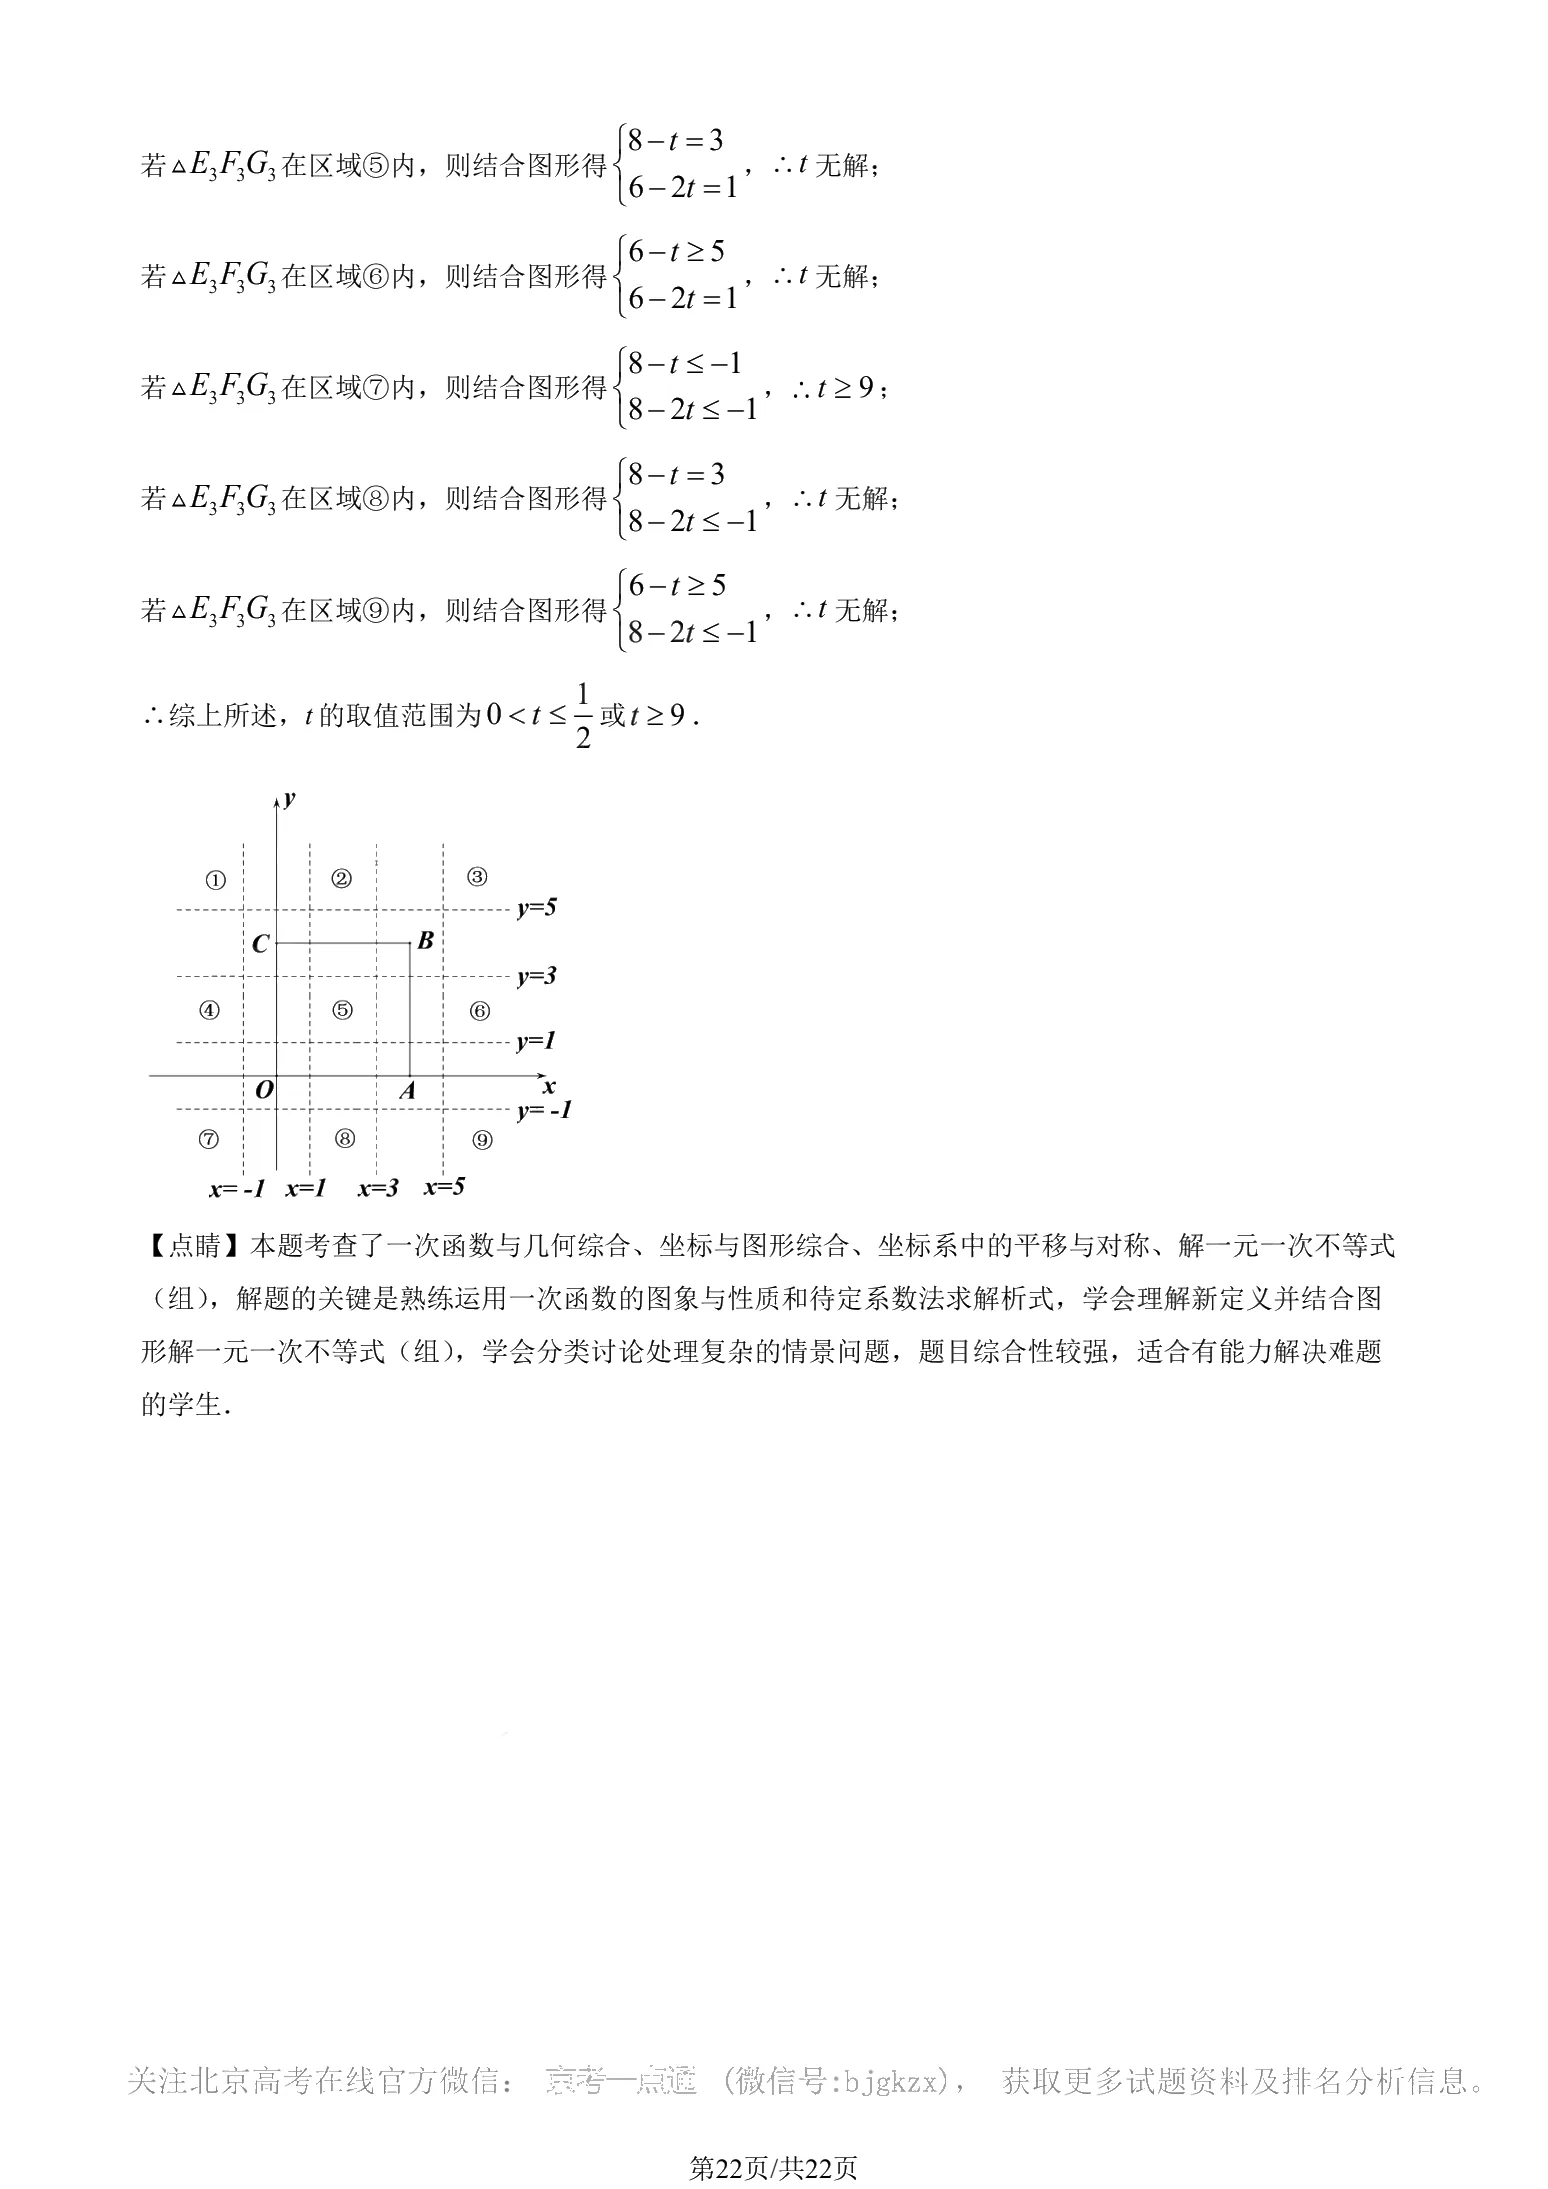 若△E₃F₃G₃在区域⑤内，则结合图形得{8−t=3，6−2t=1，∴t无解；
若△E₃F₃G₃在区域⑥内，则结合图形得{6−t≥5，6−2t=1，∴t无解；
若△E₃F₃G₃在区域⑦内，则结合图形得{8−t≤−1，8−2t≤−1，∴t≥9；
若△E₃F₃G₃在区域⑧内，则结合图形得{8−t=3，8−2t≤−1，∴t无解；
若△E₃F₃G₃在区域⑨内，则结合图形得{6−t≥5，8−2t≤−1，∴t无解；
∴综上所述，t的取值范围为0<t≤1/2或t≥9．
y
① ② ③
y=5
C B
y=3
④ ⑤ ⑥
y=1
O A x
y= -1
⑦ ⑧ ⑨
x= -1 x=1 x=3 x=5
【点睛】本题考查了一次函数与几何综合、坐标与图形综合、坐标系中的平移与对称、解一元一次不等式
（组），解题的关键是熟练运用一次函数的图象与性质和待定系数法求解析式，学会理解新定义并结合图
形解一元一次不等式（组），学会分类讨论处理复杂的情景问题，题目综合性较强，适合有能力解决难题
的学生．
关注北京高考在线官方微信： 京考一点通 (微信号:bjgkzx)， 获取更多试题资料及排名分析信息。
第22页/共22页